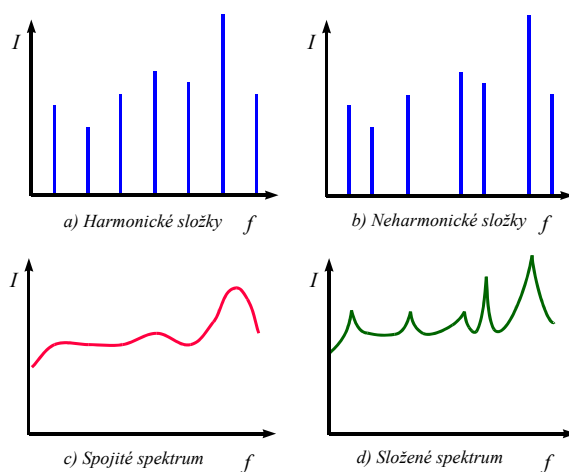 I
I
a) Harmonické složky f
b) Neharmonické složky f
I
I
c) Spojité spektrum f
d) Složené spektrum f